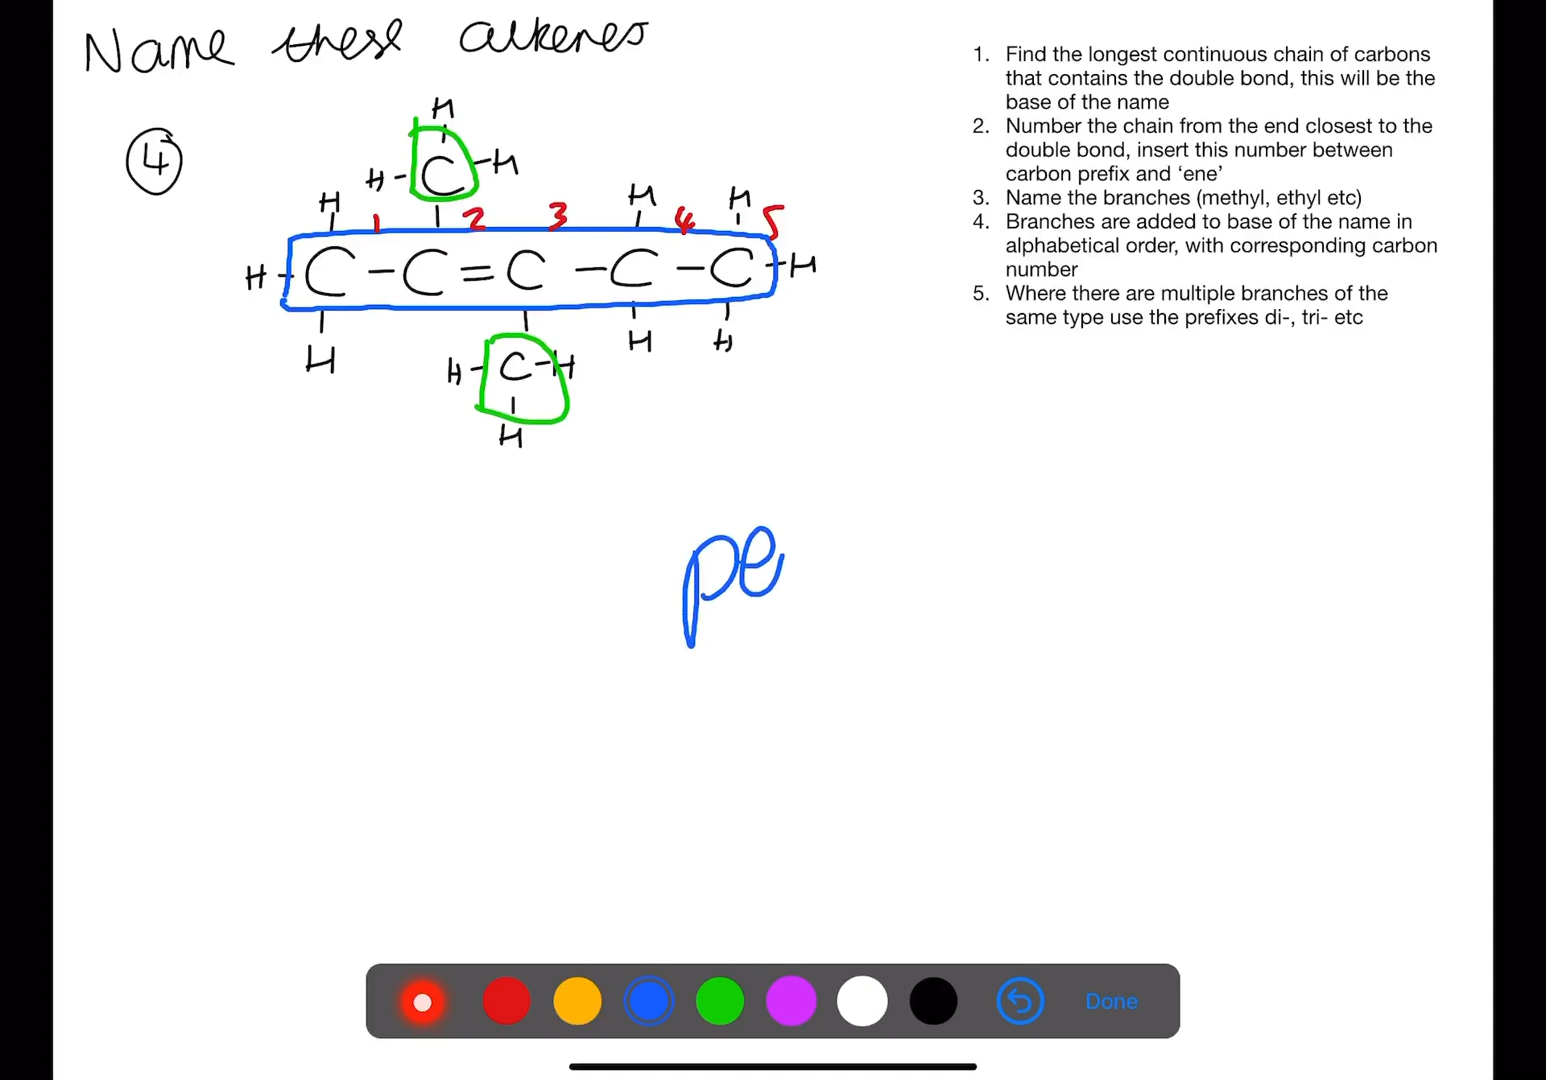 Name these alkenes
1. Find the longest continuous chain of carbons
that contains the double bond, this will be the
base of the name
2. Number the chain from the end closest to the
double bond, insert this number between
carbon prefix and ‘ene’
3. Name the branches (methyl, ethyl etc)
4. Branches are added to base of the name in
alphabetical order, with corresponding carbon
number
5. Where there are multiple branches of the
same type use the prefixes di-, tri- etc
4
H
H - C - H
H H H
1 2 3 4 5
H - C - C = C - C - C - H
H H H
H - C - H
H
pe
Done